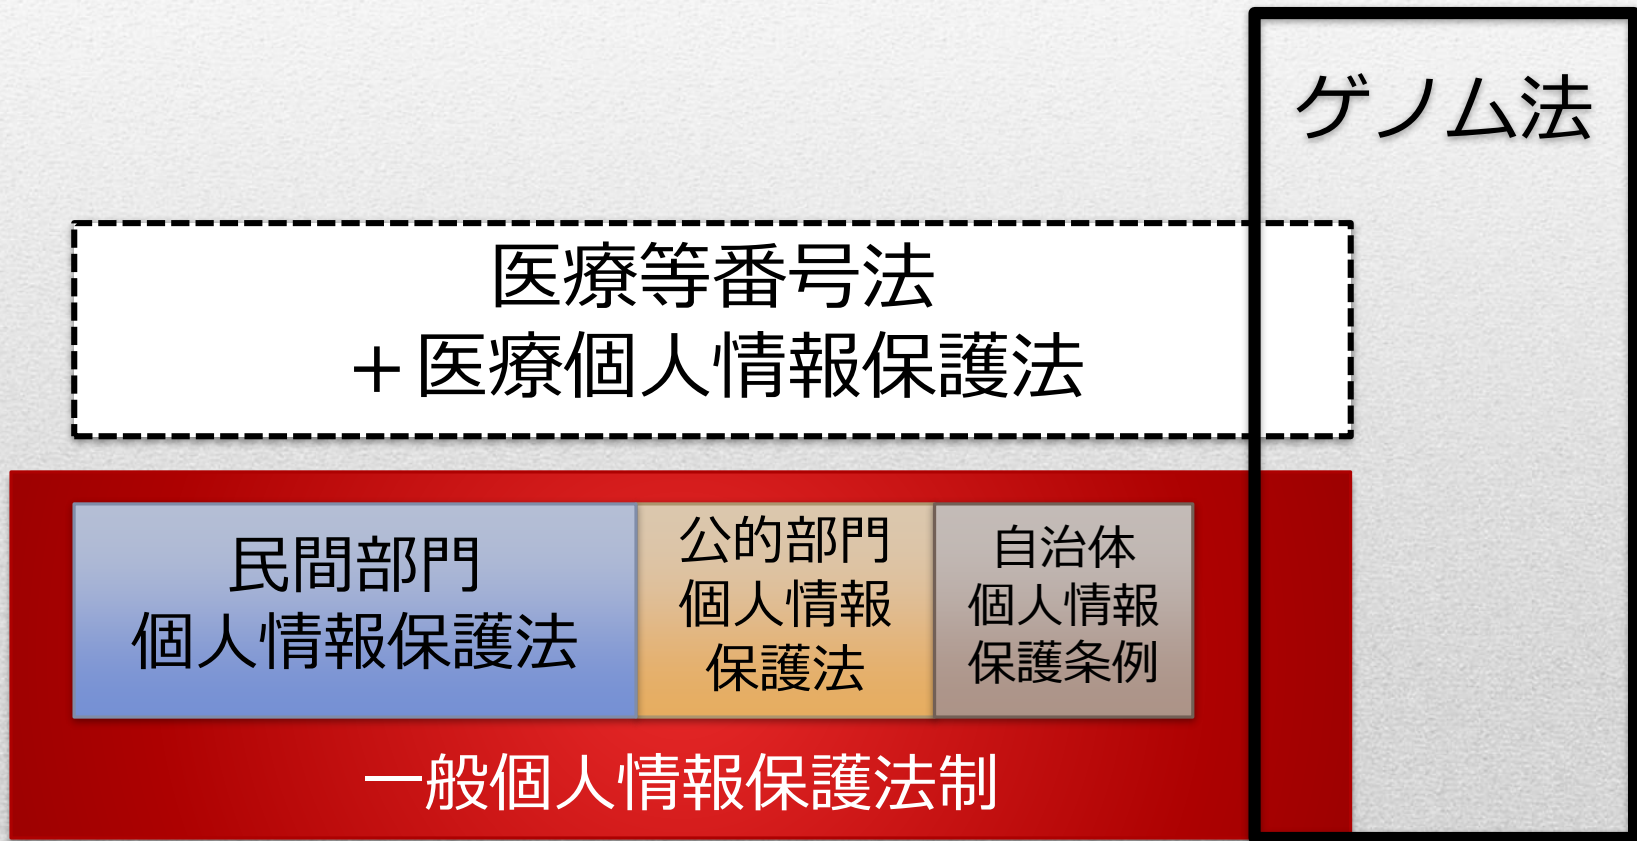 ゲノム法
医療等番号法
＋医療個人情報保護法
民間部門
個人情報保護法
公的部門
個人情報
保護法
自治体
個人情報
保護条例
一般個人情報保護法制